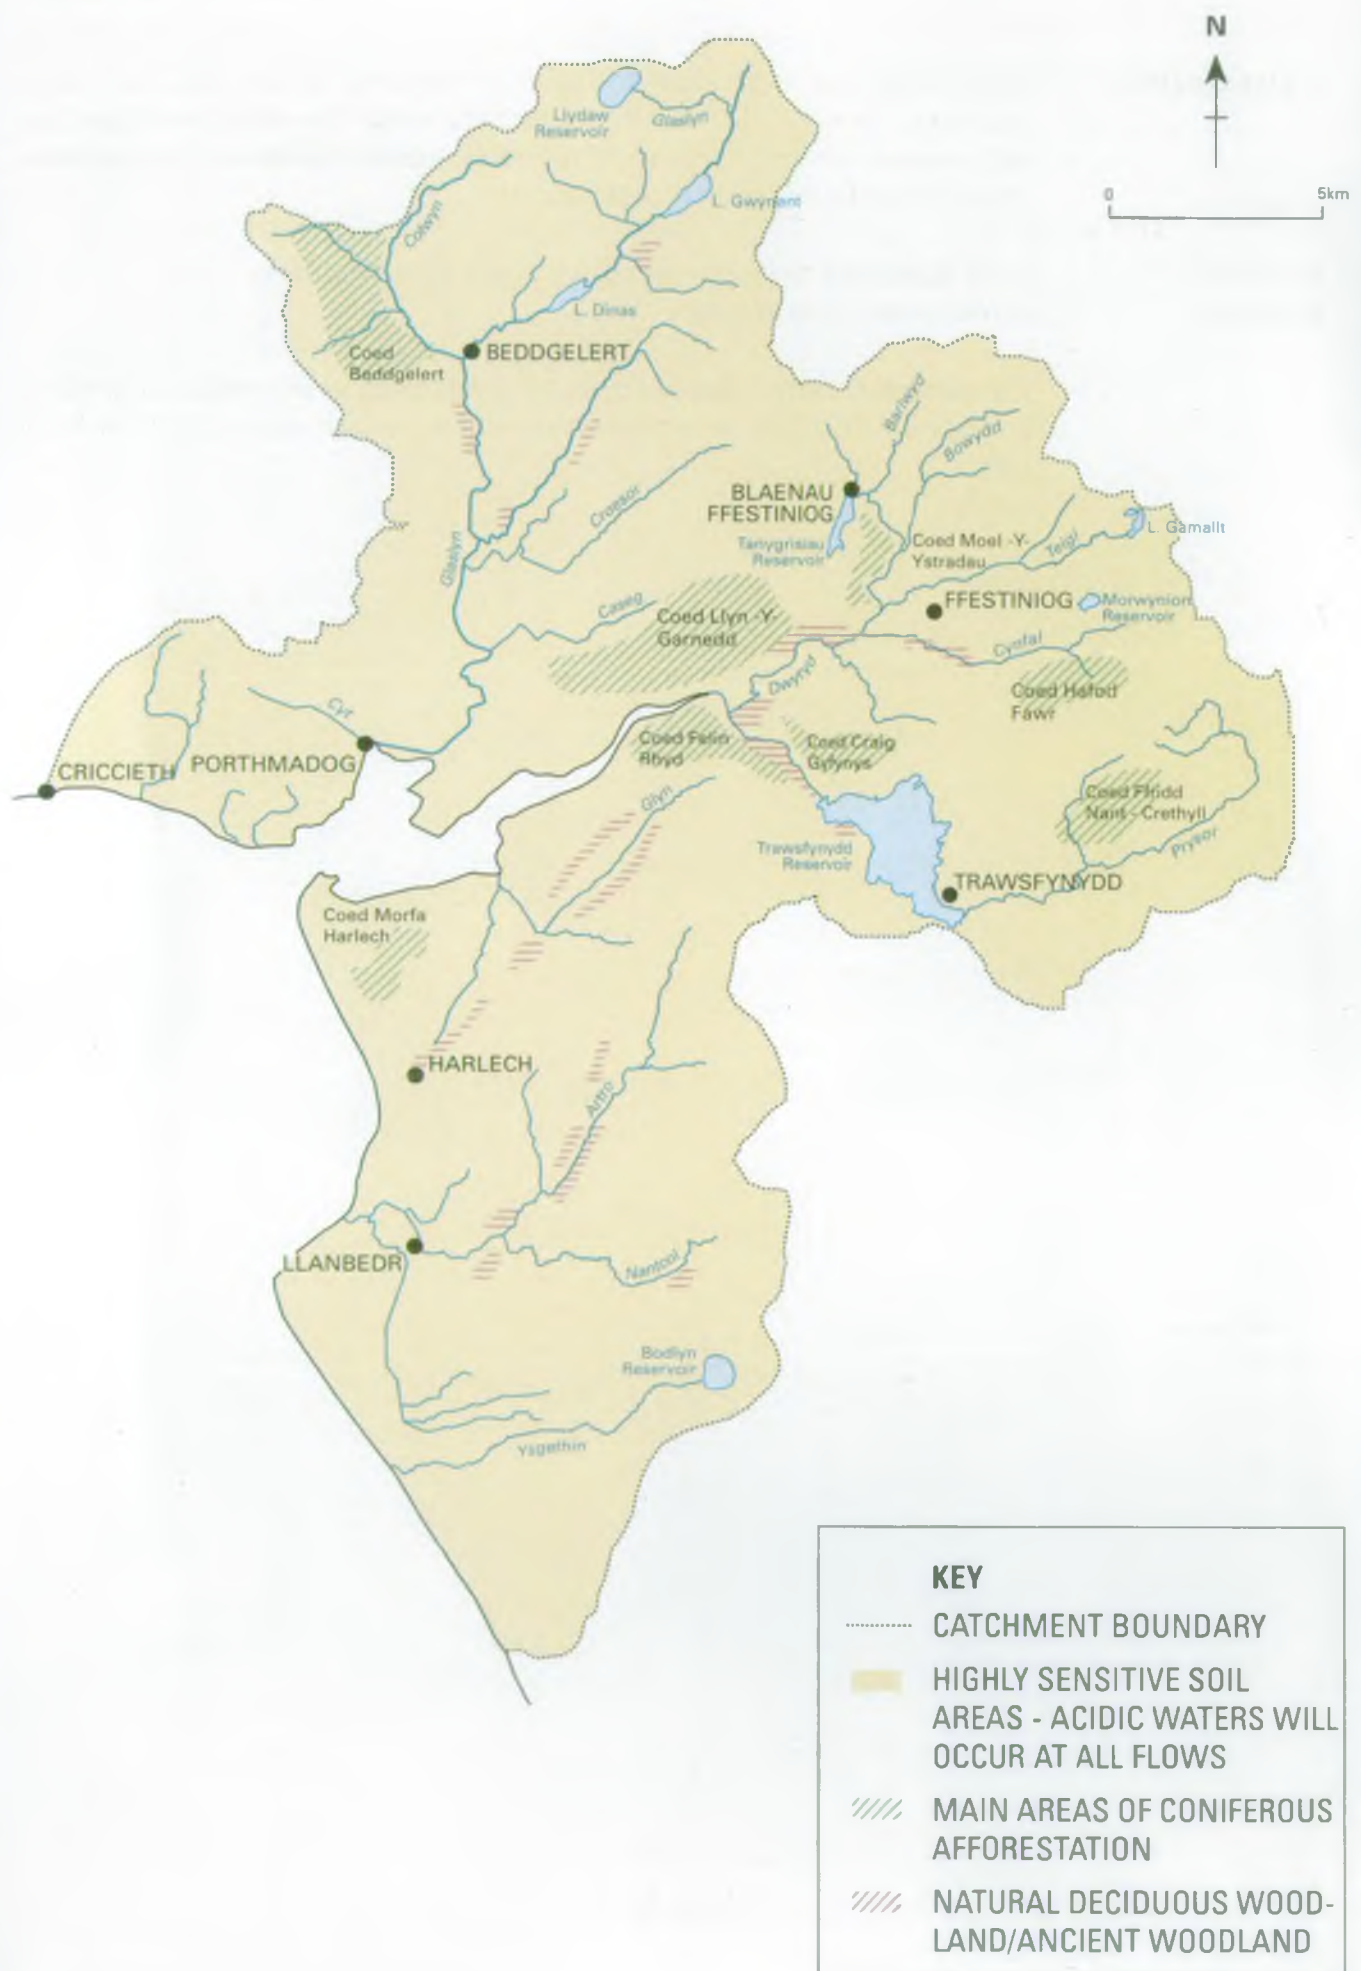 N
0 5km
Llydaw
Reservoir
Glaslyn
L. Gwynant
Colwyn
L. Dinas
BEDDGELERT
Coed
Beddgelert
Barlwyd
Bowydd
BLAENAU
FFESTINIOG
Tanygrisiau
Reservoir
Croesor
Glaslyn
Coed Moel -Y-
Ystradau
Teigl
L. Gamallt
FFESTINIOG
Morwynion
Reservoir
Caseg
Coed Llyn -Y-
Garnedd
Cynfal
Dwyryd
Coed Hafod
Fawr
Cyr
PORTHMADOG
CRICCIETH
Coed Felin
Rhyd
Coed Craig
Gyfynys
Glyn
Coed Ffridd
Nant - Crethyll
Prysor
Trawsfynydd
Reservoir
TRAWSFYNYDD
Coed Morfa
Harlech
HARLECH
Artro
LLANBEDR
Nantcol
Bodlyn
Reservoir
Ysgethin
KEY
CATCHMENT BOUNDARY
HIGHLY SENSITIVE SOIL
AREAS - ACIDIC WATERS WILL
OCCUR AT ALL FLOWS
MAIN AREAS OF CONIFEROUS
AFFORESTATION
NATURAL DECIDUOUS WOOD-
LAND/ANCIENT WOODLAND